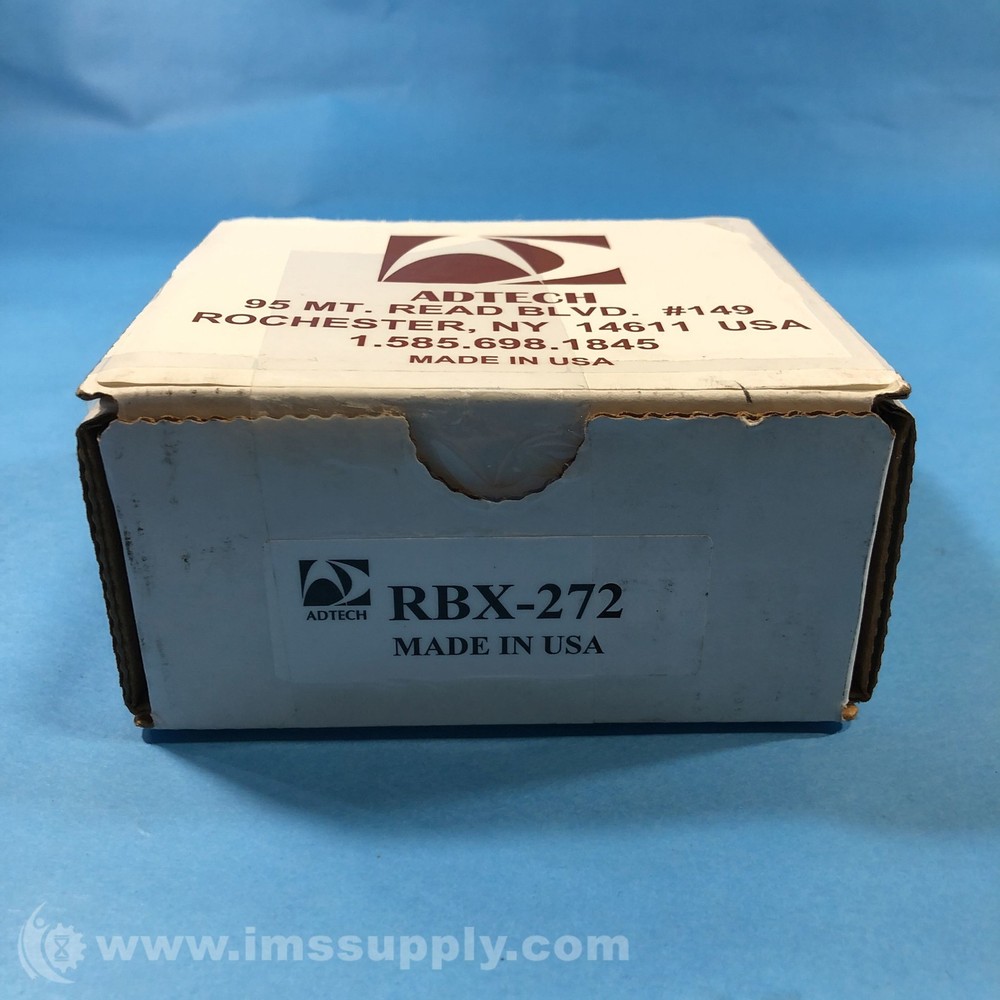 ADTECH
95 MT. READ BLVD. #149
ROCHESTER, NY 14611 USA
1.585.698.1845
MADE IN USA
ADTECH
RBX-272
MADE IN USA
www.imssupply.com